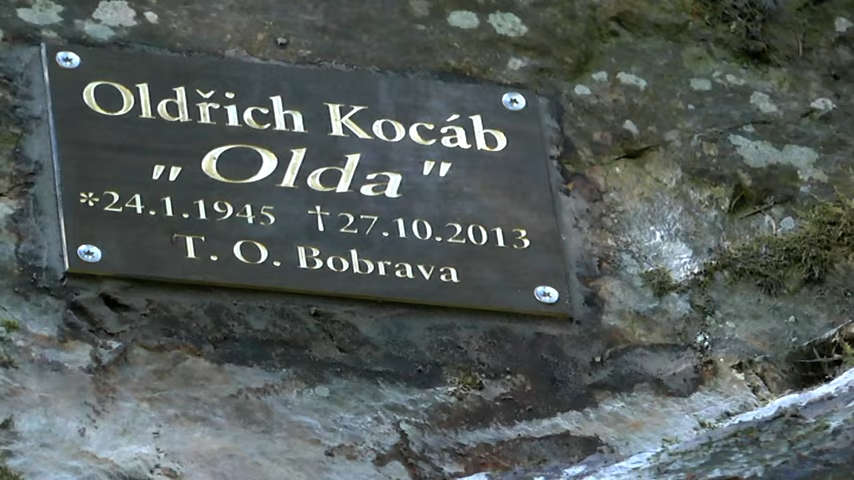 Oldřich Kocáb
"Olda"
*24.1.1945 †27.10.2013
T. O. Bobrava